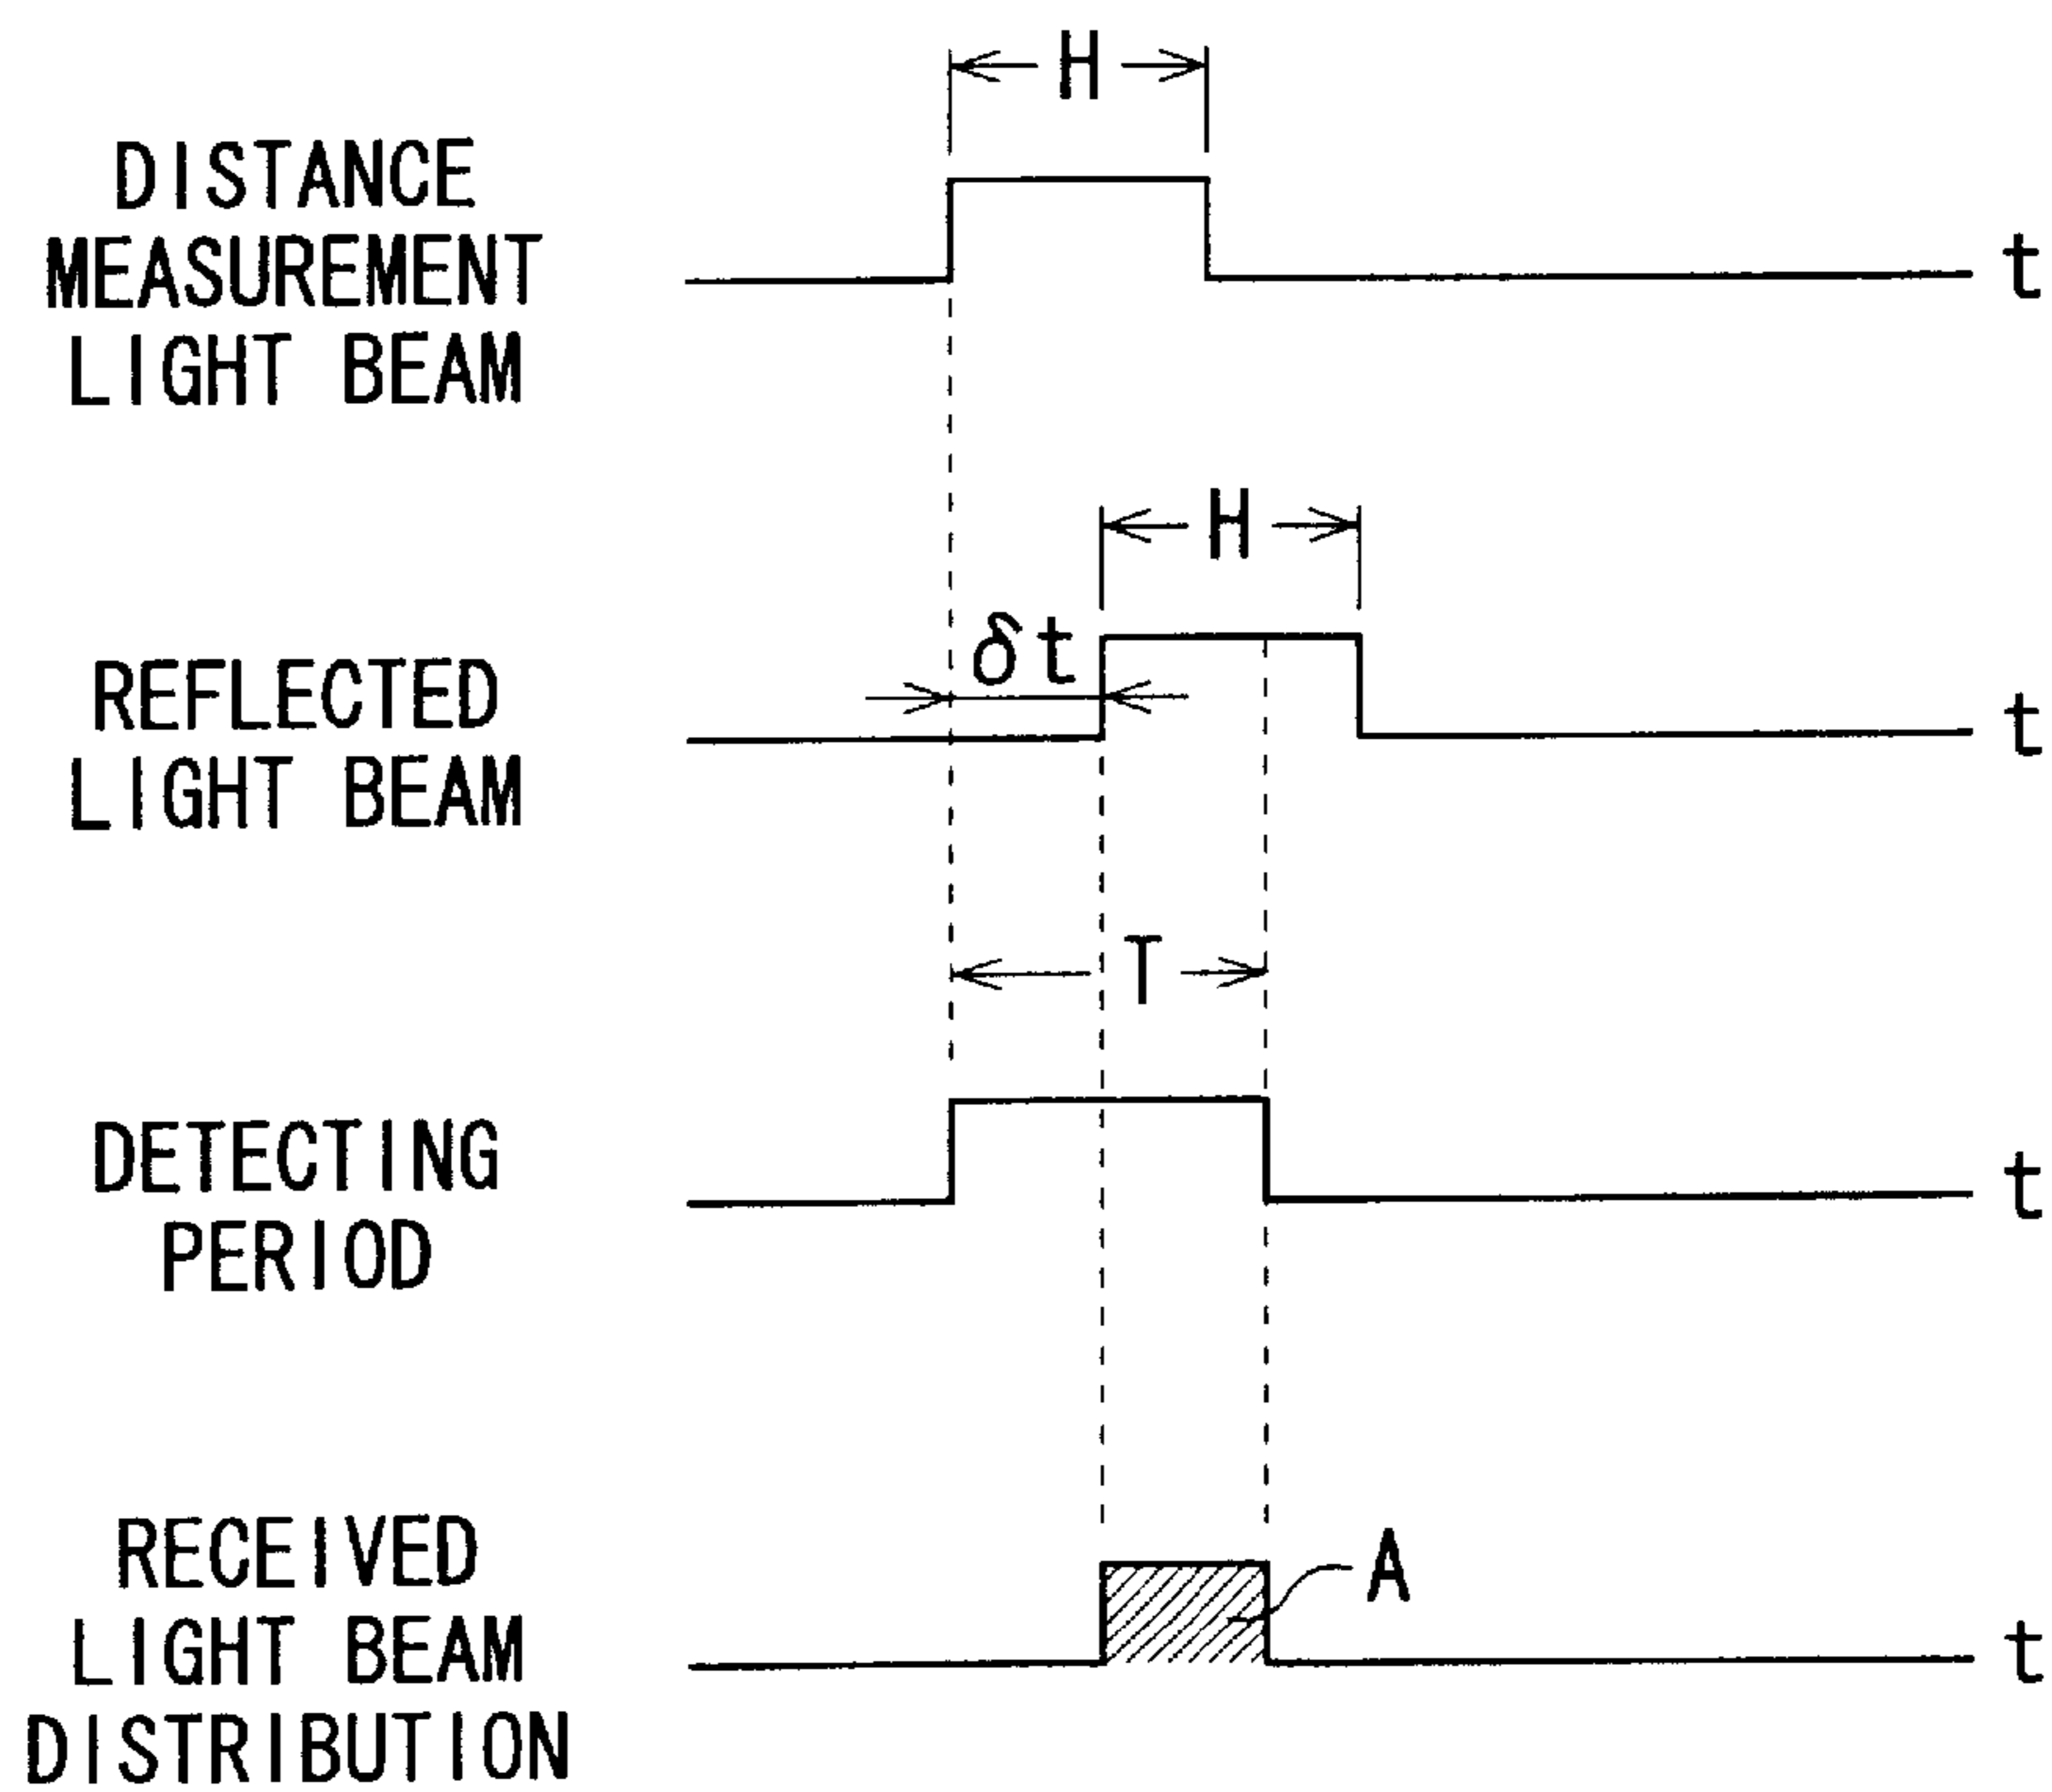 H
DISTANCE
MEASUREMENT
LIGHT BEAM
t
H
δt
REFLECTED
LIGHT BEAM
t
T
DETECTING
PERIOD
t
RECEIVED
LIGHT BEAM
DISTRIBUTION
A
t